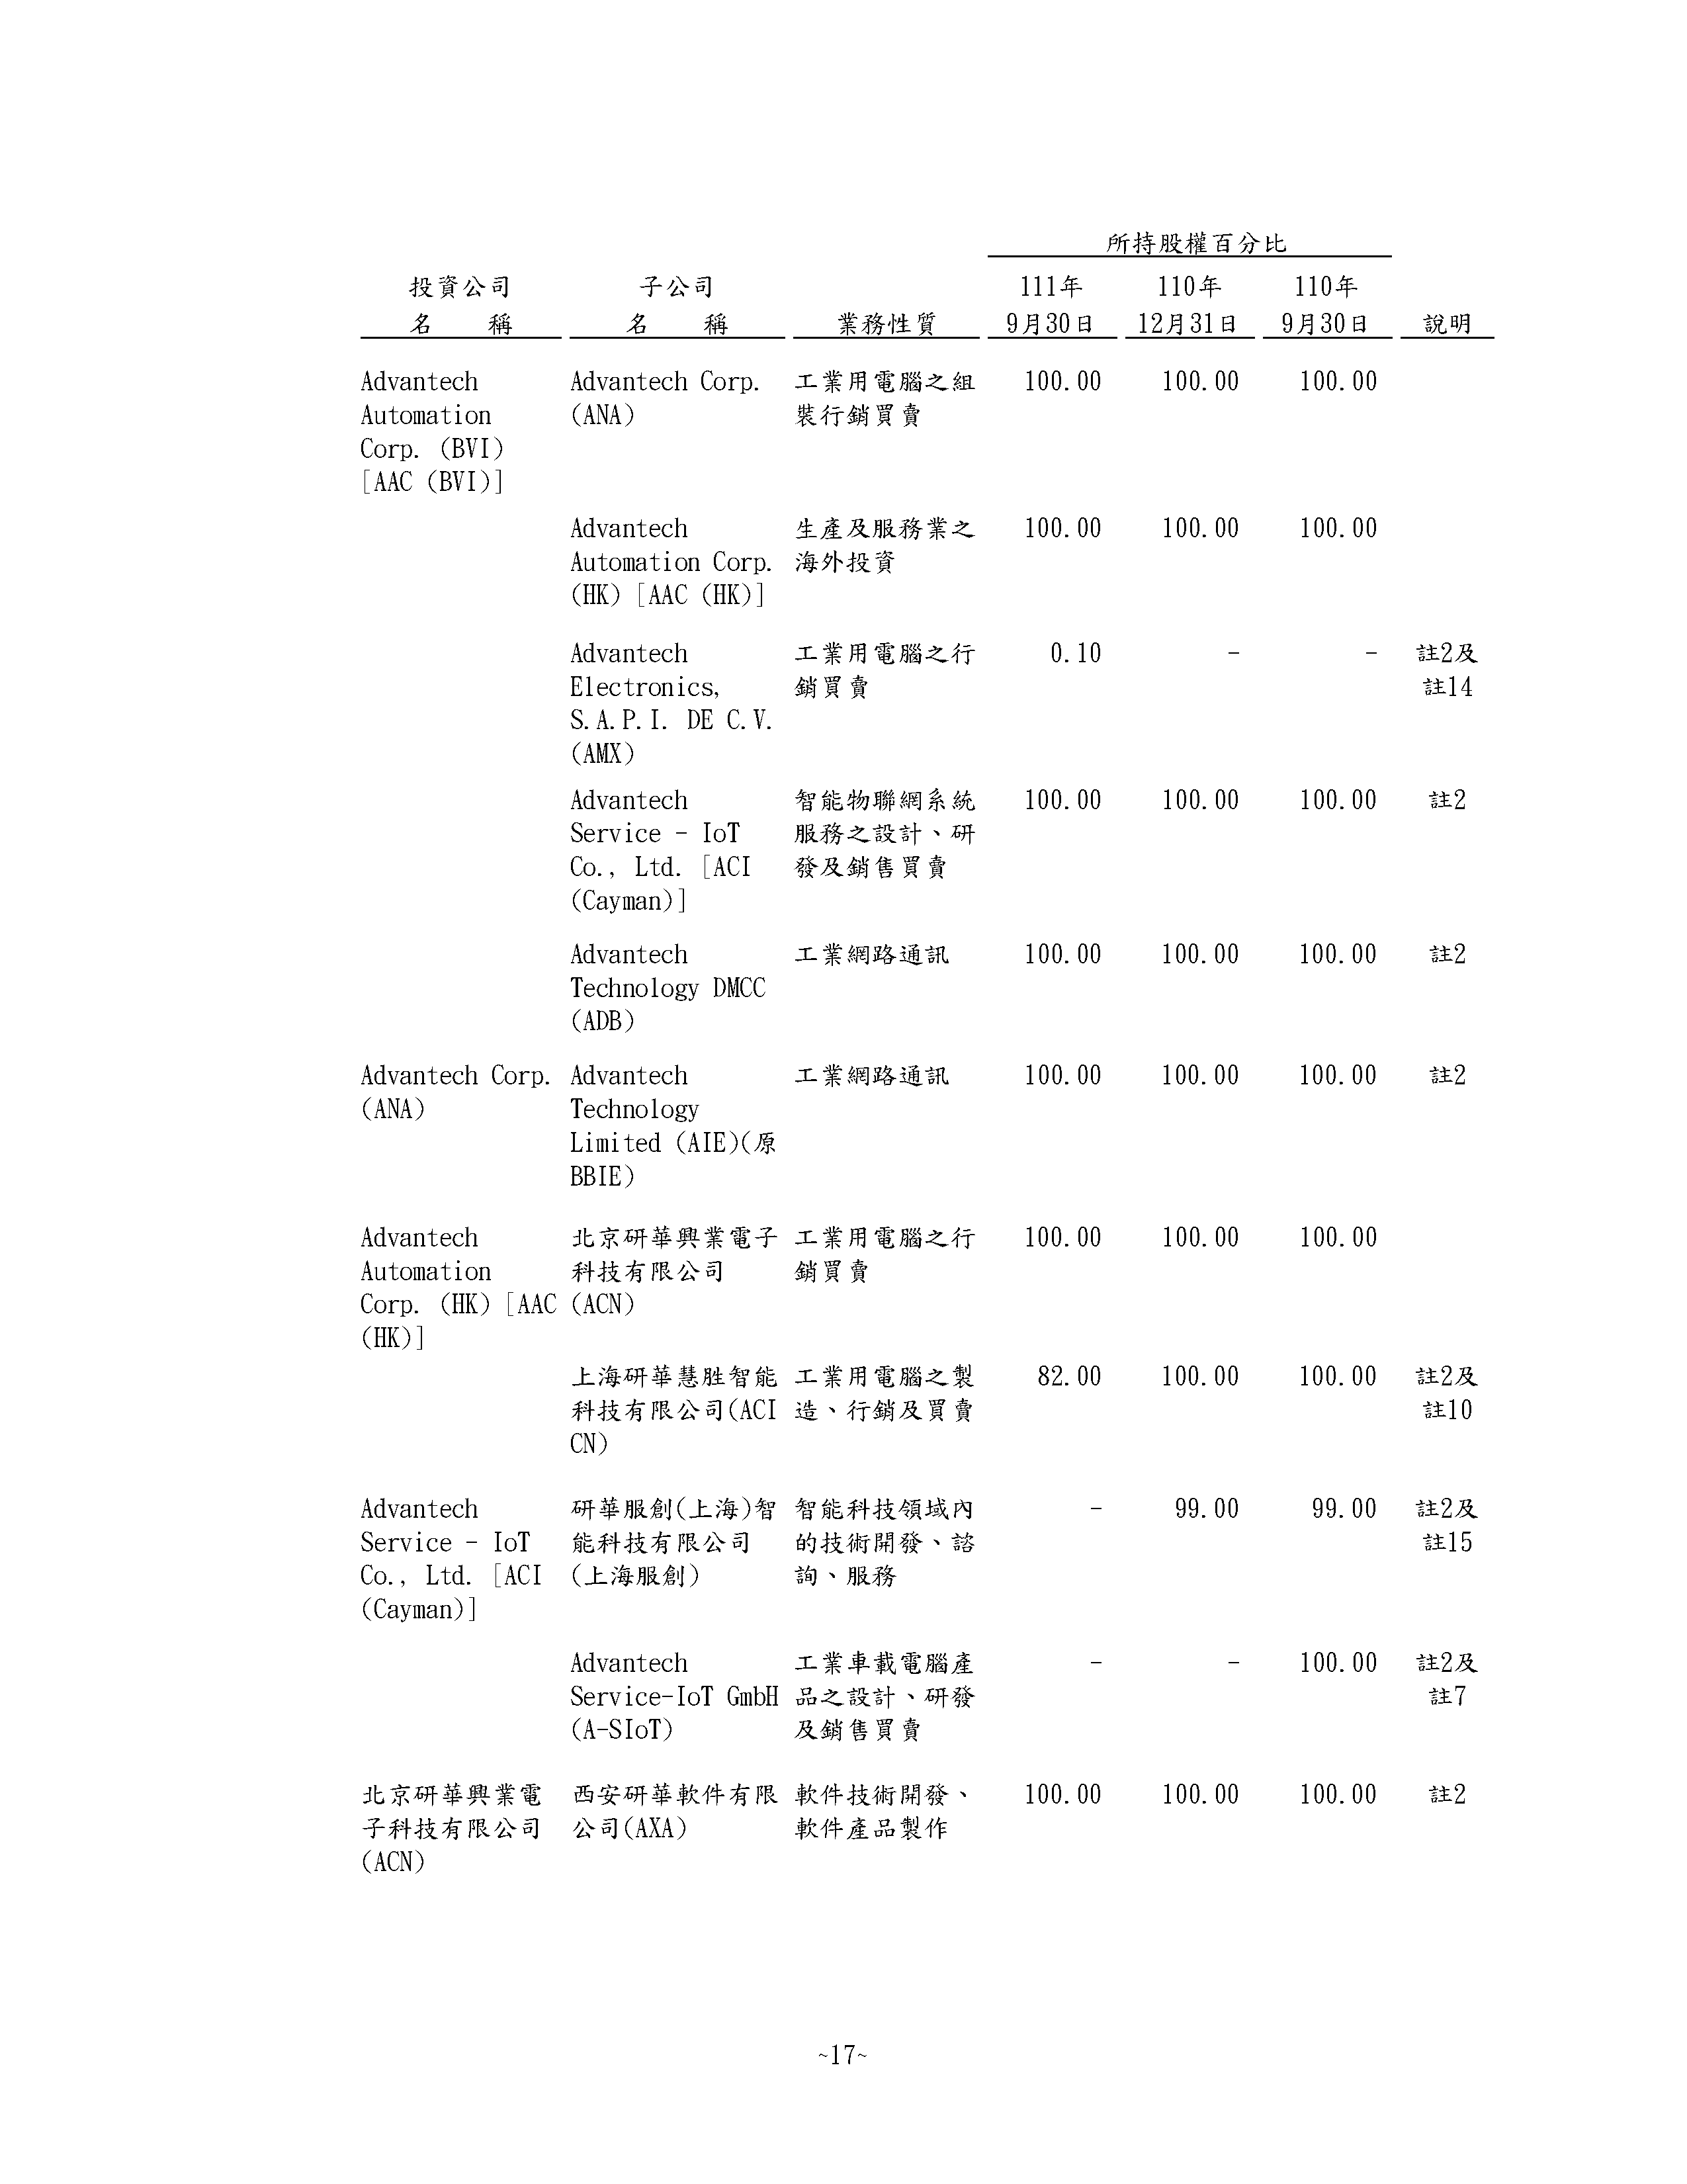 所持股權百分比
投資公司 子公司 111年 110年 110年
名 稱 名 稱 業務性質 9月30日 12月31日 9月30日 說明
Advantech Advantech Corp. 工業用電腦之組 100.00 100.00 100.00
Automation (ANA) 裝行銷買賣
Corp. (BVI)
[AAC (BVI)]
Advantech 生產及服務業之 100.00 100.00 100.00
Automation Corp. 海外投資
(HK) [AAC (HK)]
Advantech 工業用電腦之行 0.10 - - 註2及
Electronics, 銷買賣 註14
S.A.P.I. DE C.V.
(AMX)
Advantech 智能物聯網系統 100.00 100.00 100.00 註2
Service - IoT 服務之設計、研
Co., Ltd. [ACI 發及銷售買賣
(Cayman)]
Advantech 工業網路通訊 100.00 100.00 100.00 註2
Technology DMCC
(ADB)
Advantech Corp. Advantech 工業網路通訊 100.00 100.00 100.00 註2
(ANA) Technology
Limited (AIE)(原
BBIE)
Advantech 北京研華興業電子 工業用電腦之行 100.00 100.00 100.00
Automation 科技有限公司 銷買賣
Corp. (HK) [AAC (ACN)
(HK)]
上海研華慧胜智能 工業用電腦之製 82.00 100.00 100.00 註2及
科技有限公司(ACI 造、行銷及買賣 註10
CN)
Advantech 研華服創(上海)智 智能科技領域內 - 99.00 99.00 註2及
Service - IoT 能科技有限公司 的技術開發、諮 註15
Co., Ltd. [ACI (上海服創) 詢、服務
(Cayman)]
Advantech 工業車載電腦產 - - 100.00 註2及
Service-IoT GmbH 品之設計、研發 註7
(A-SIoT) 及銷售買賣
北京研華興業電 西安研華軟件有限 軟件技術開發、 100.00 100.00 100.00 註2
子科技有限公司 公司(AXA) 軟件產品製作
(ACN)
~17~